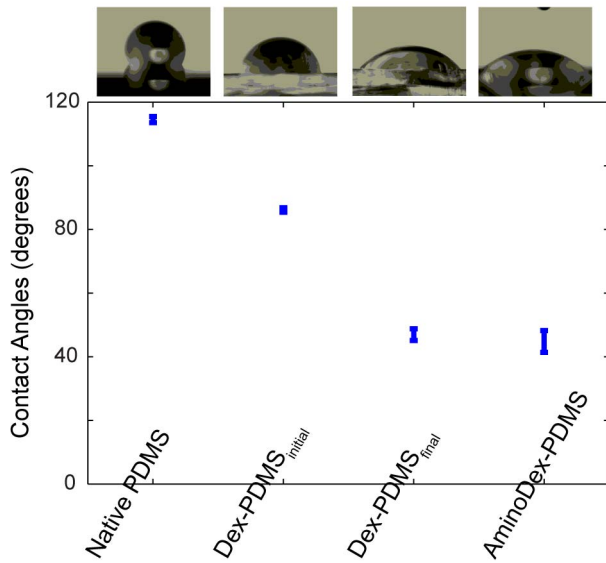 120
80
40
0
Contact Angles (degrees)
Native PDMS
Dex-PDMSinitial
Dex-PDMSfinal
AminoDex-PDMS